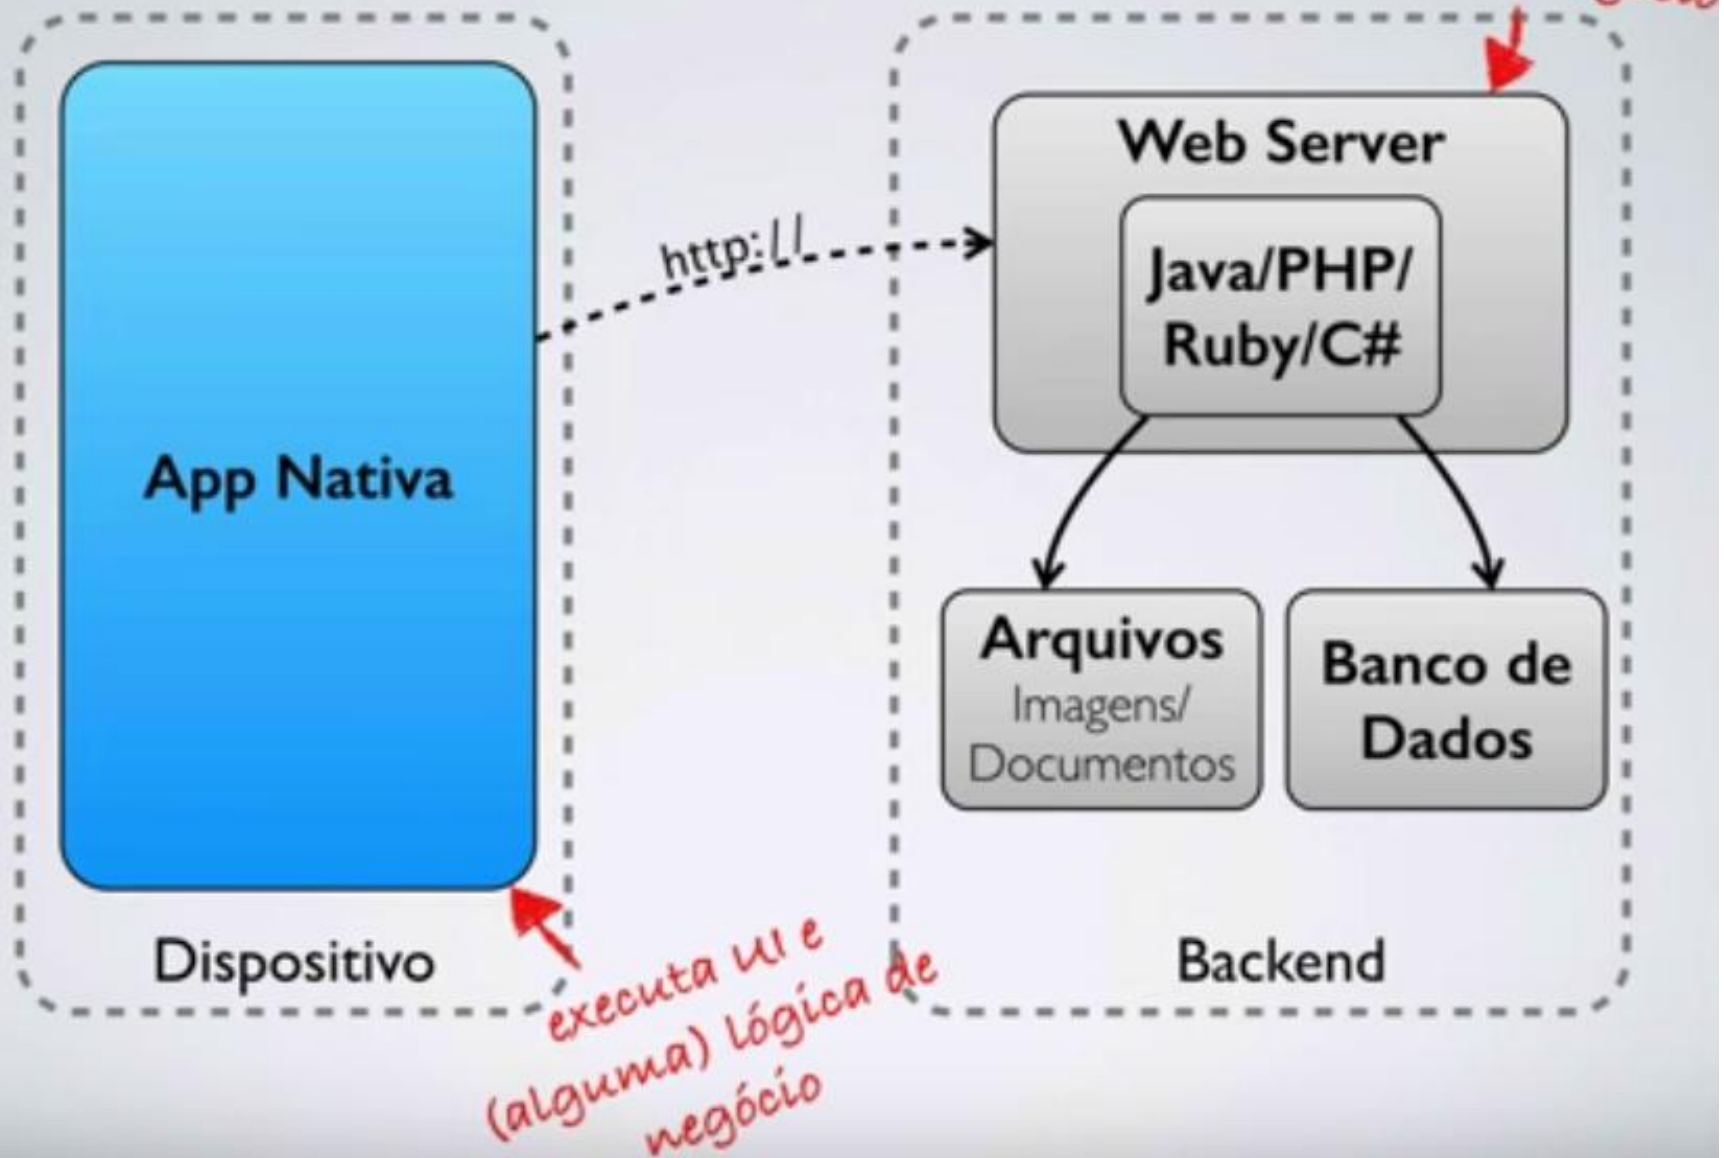 App Nativa
Dispositivo
http://
Web Server
Java/PHP/
Ruby/C#
Arquivos
Imagens/
Documentos
Banco de
Dados
Backend
executa UI e
(alguma) lógica de
negócio